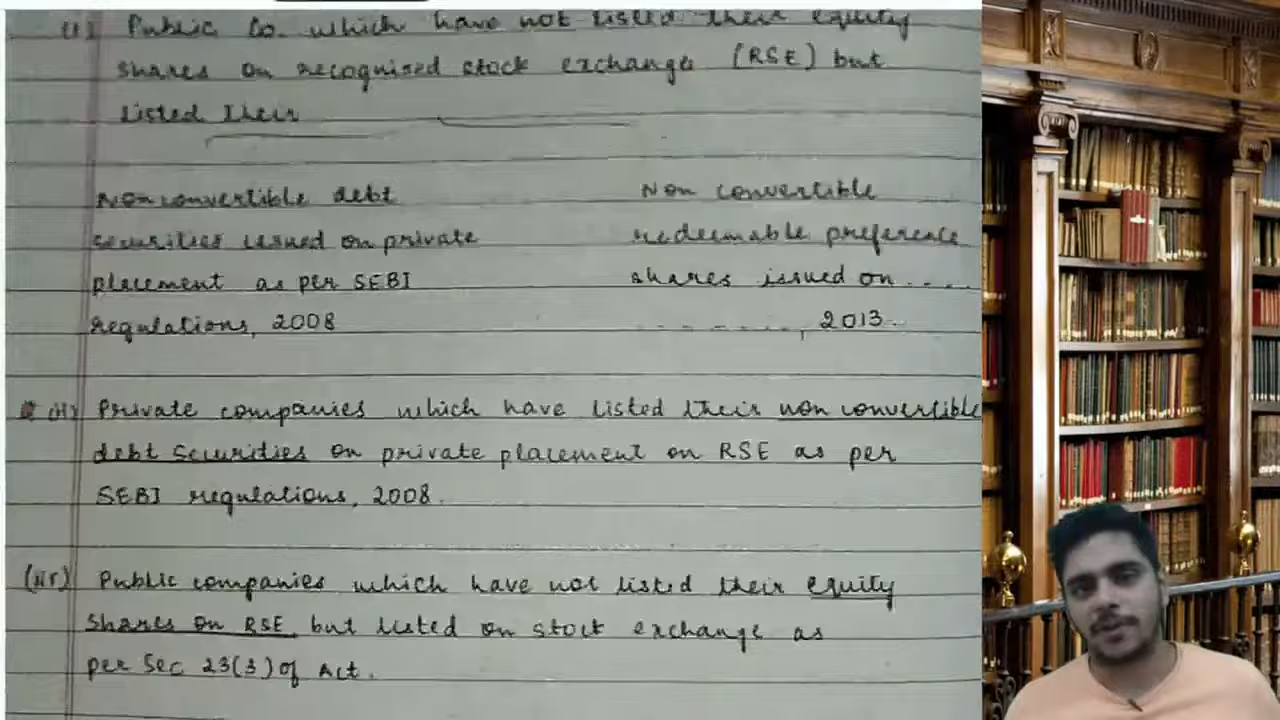 (i) Public Co. which have not listed their equity
shares on recognised stock exchange (RSE) but
listed their
Non convertible debt
securities issued on private
placement as per SEBI
regulations, 2008
Non convertible
redeemable preference
shares issued on ....
........, 2013.
(ii) Private companies which have listed their non convertible
debt securities on private placement on RSE as per
SEBI regulations, 2008.
(iii) Public companies which have not listed their equity
shares on RSE but listed on stock exchange as
per Sec 23(3) of Act.